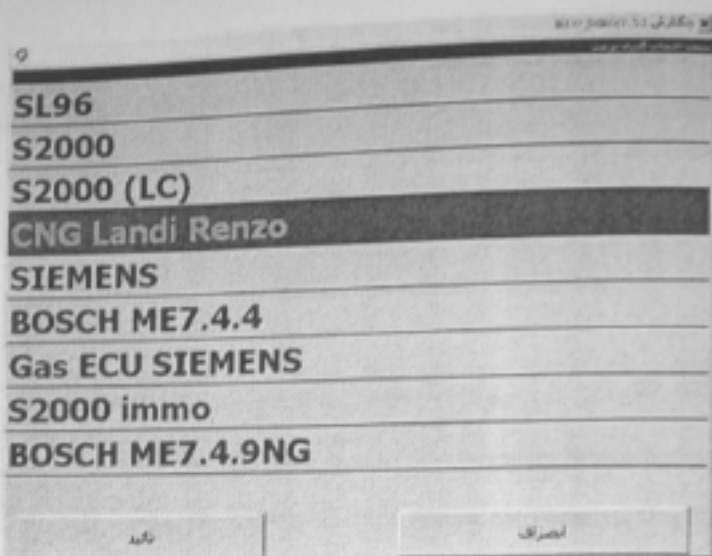 SL96
S2000
S2000 (LC)
CNG Landi Renzo
SIEMENS
BOSCH ME7.4.4
Gas ECU SIEMENS
S2000 immo
BOSCH ME7.4.9NG
انصراف
تائید